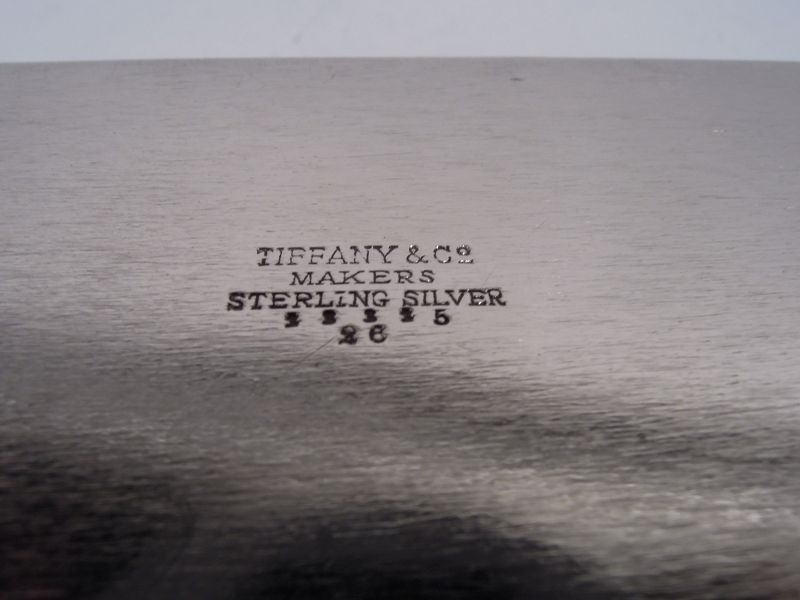 TIFFANY & Co
MAKERS
STERLING SILVER
26